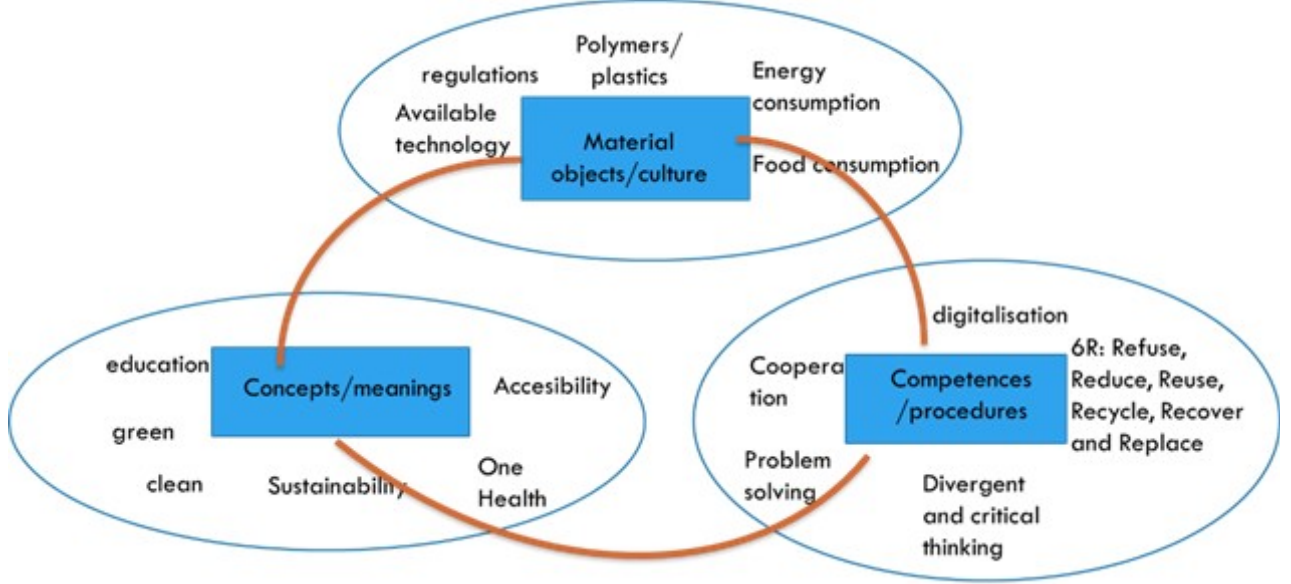 Polymers/
plastics
regulations
Energy
consumption
Available
technology
Material
objects/culture
Food consumption
education
Concepts/meanings
Accesibility
green
clean
Sustainability
One
Health
digitalisation
Coopera
tion
Competences
/procedures
6R: Refuse,
Reduce, Reuse,
Recycle, Recover
and Replace
Problem
solving
Divergent
and critical
thinking